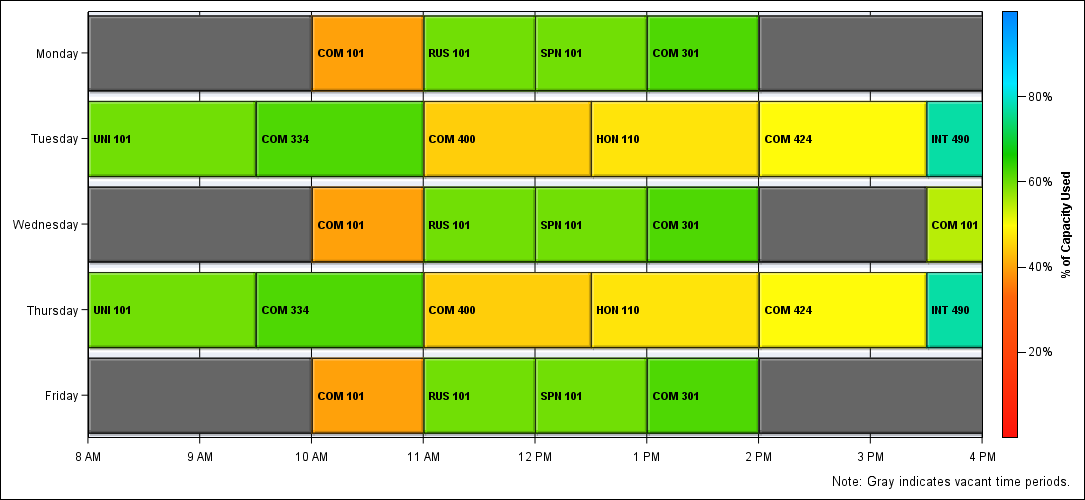 Monday
COM 101 RUS 101 SPN 101 COM 301
Tuesday
UNI 101 COM 334 COM 400 HON 110 COM 424 INT 490
Wednesday
COM 101 RUS 101 SPN 101 COM 301 COM 101
Thursday
UNI 101 COM 334 COM 400 HON 110 COM 424 INT 490
Friday
COM 101 RUS 101 SPN 101 COM 301
8 AM 9 AM 10 AM 11 AM 12 PM 1 PM 2 PM 3 PM 4 PM
80%
60%
40%
20%
% of Capacity Used
Note: Gray indicates vacant time periods.